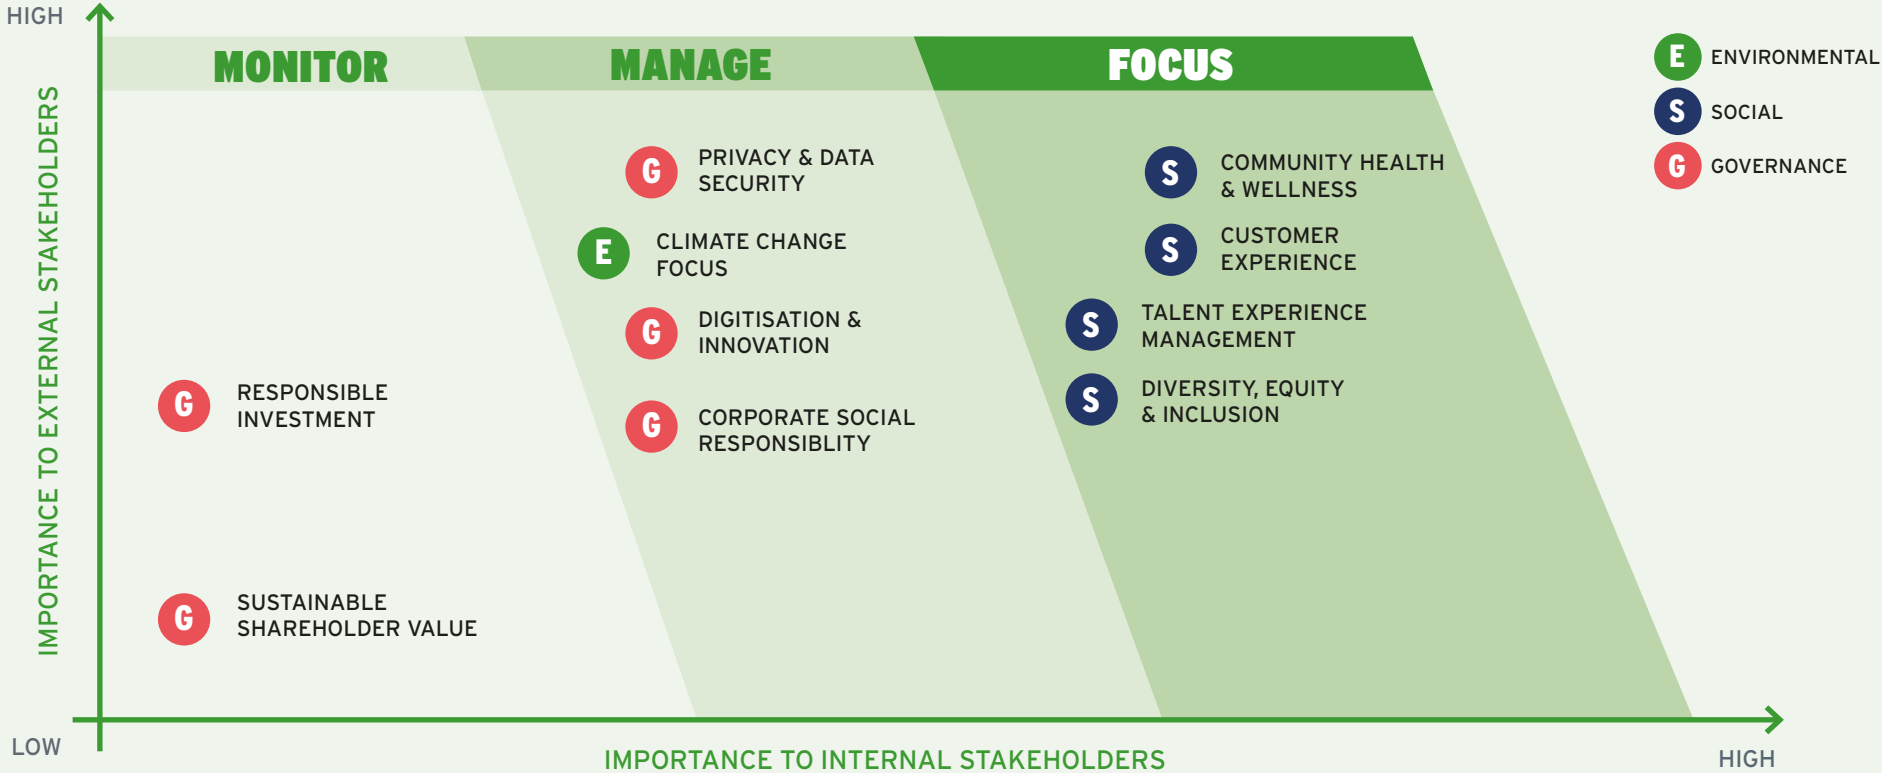 HIGH
IMPORTANCE TO EXTERNAL STAKEHOLDERS
LOW
MONITOR
G
RESPONSIBLE
INVESTMENT
G
SUSTAINABLE
SHAREHOLDER VALUE
MANAGE
G
PRIVACY & DATA
SECURITY
E
CLIMATE CHANGE
FOCUS
G
DIGITISATION &
INNOVATION
G
CORPORATE SOCIAL
RESPONSIBLITY
FOCUS
S
COMMUNITY HEALTH
& WELLNESS
S
CUSTOMER
EXPERIENCE
S
TALENT EXPERIENCE
MANAGEMENT
S
DIVERSITY, EQUITY
& INCLUSION
E ENVIRONMENTAL
S SOCIAL
G GOVERNANCE
IMPORTANCE TO INTERNAL STAKEHOLDERS
HIGH